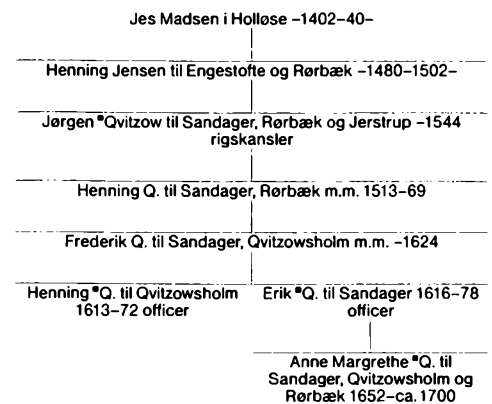 Jes Madsen i Holløse –1402–40–
Henning Jensen til Engestofte og Rørbæk –1480–1502–
Jørgen *Qvitzow til Sandager, Rørbæk og Jerstrup –1544
rigskansler
Henning Q. til Sandager, Rørbæk m.m. 1513–69
Frederik Q. til Sandager, Qvitzowsholm m.m. –1624
Henning *Q. til Qvitzowsholm
1613–72 officer
Erik *Q. til Sandager 1616–78
officer
Anne Margrethe *Q. til
Sandager, Qvitzowsholm og
Rørbæk 1652–ca. 1700